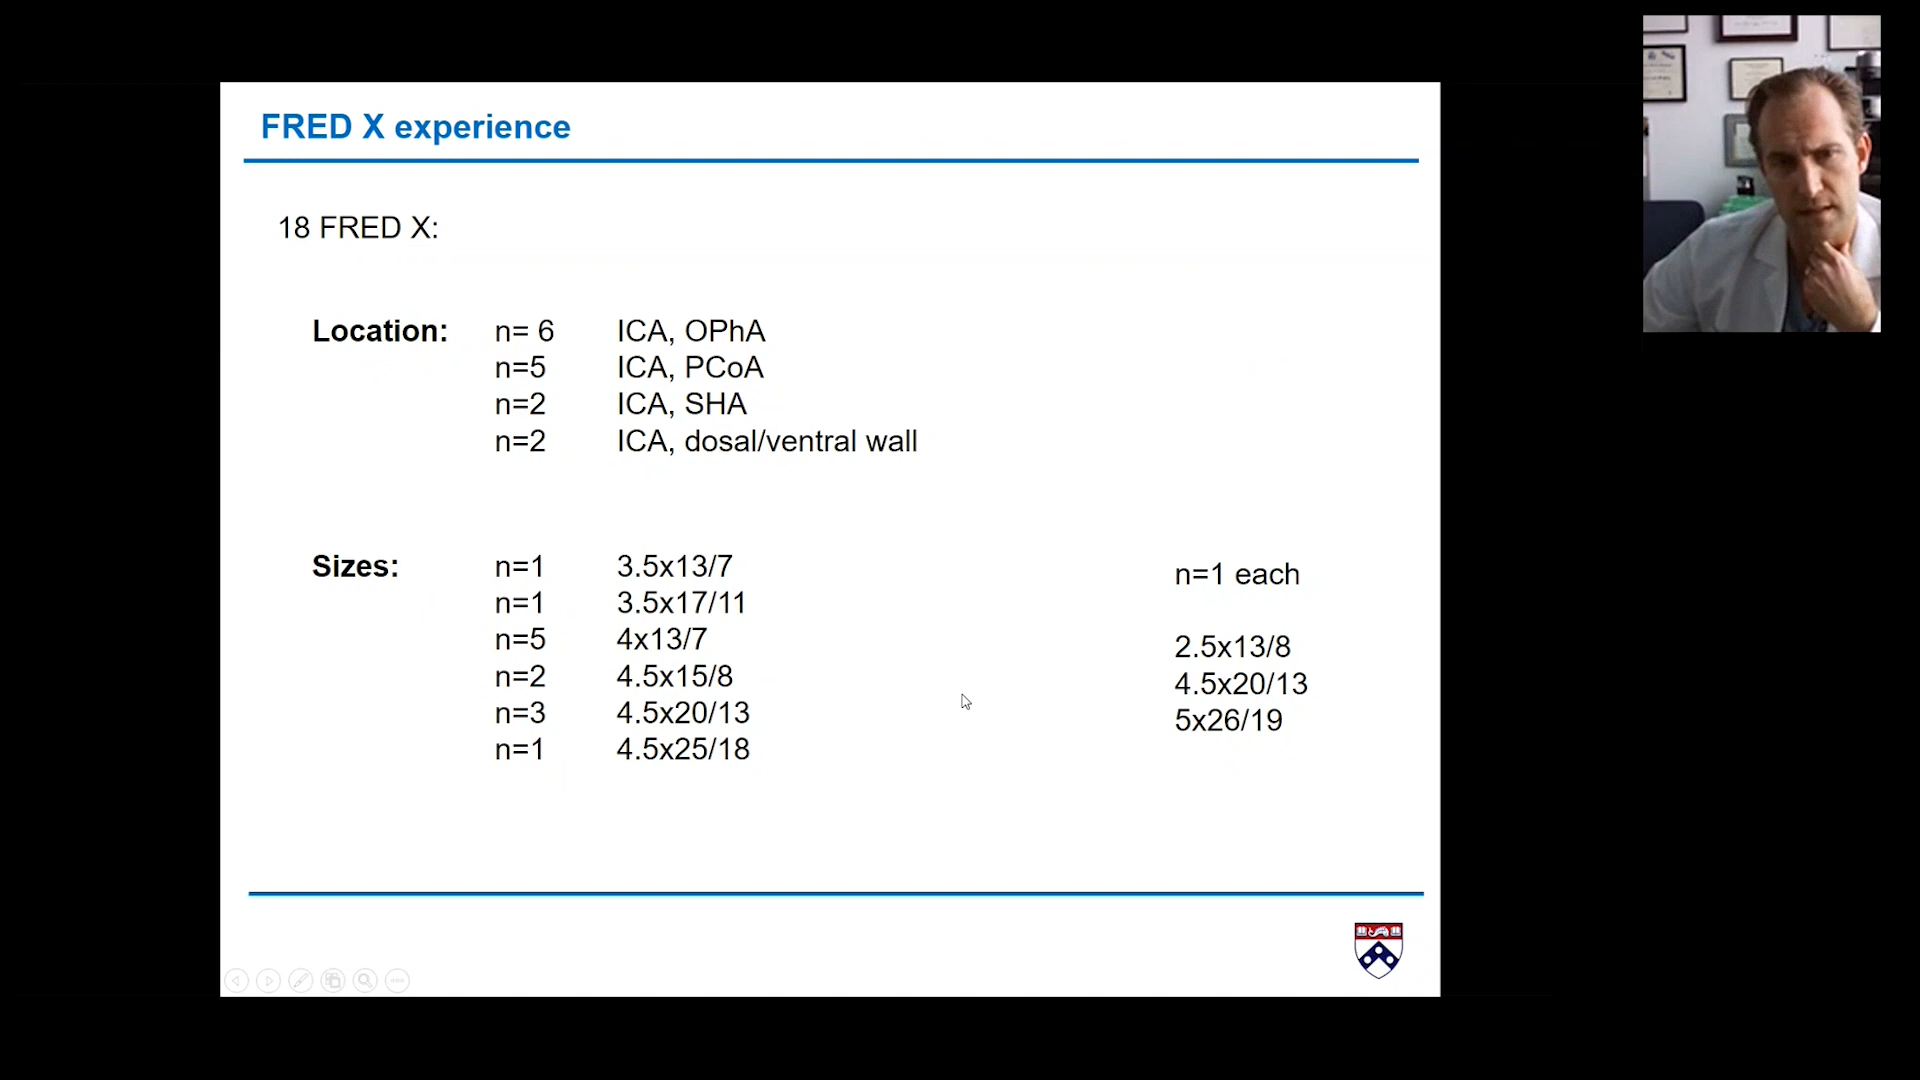 FRED X experience
18 FRED X:
Location: n= 6 ICA, OPhA
n=5 ICA, PCoA
n=2 ICA, SHA
n=2 ICA, dosal/ventral wall
Sizes: n=1 3.5x13/7
n=1 3.5x17/11
n=5 4x13/7
n=2 4.5x15/8
n=3 4.5x20/13
n=1 4.5x25/18
n=1 each
2.5x13/8
4.5x20/13
5x26/19